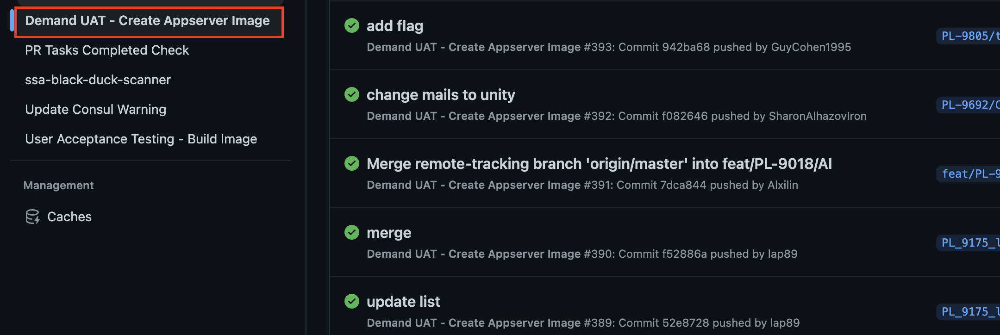 Demand UAT - Create Appserver Image
PR Tasks Completed Check
ssa-black-duck-scanner
Update Consul Warning
User Acceptance Testing - Build Image
Management
Caches
add flag
Demand UAT - Create Appserver Image #393: Commit 942ba68 pushed by GuyCohen1995
PL-9805/
change mails to unity
Demand UAT - Create Appserver Image #392: Commit f082646 pushed by SharonAlhazovIron
PL-9692/
Merge remote-tracking branch 'origin/master' into feat/PL-9018/AI
Demand UAT - Create Appserver Image #391: Commit 7dca844 pushed by Alxilin
feat/PL-9
merge
Demand UAT - Create Appserver Image #390: Commit f52886a pushed by lap89
PL_9175_l
update list
Demand UAT - Create Appserver Image #389: Commit 52e8728 pushed by lap89
PL_9175_l